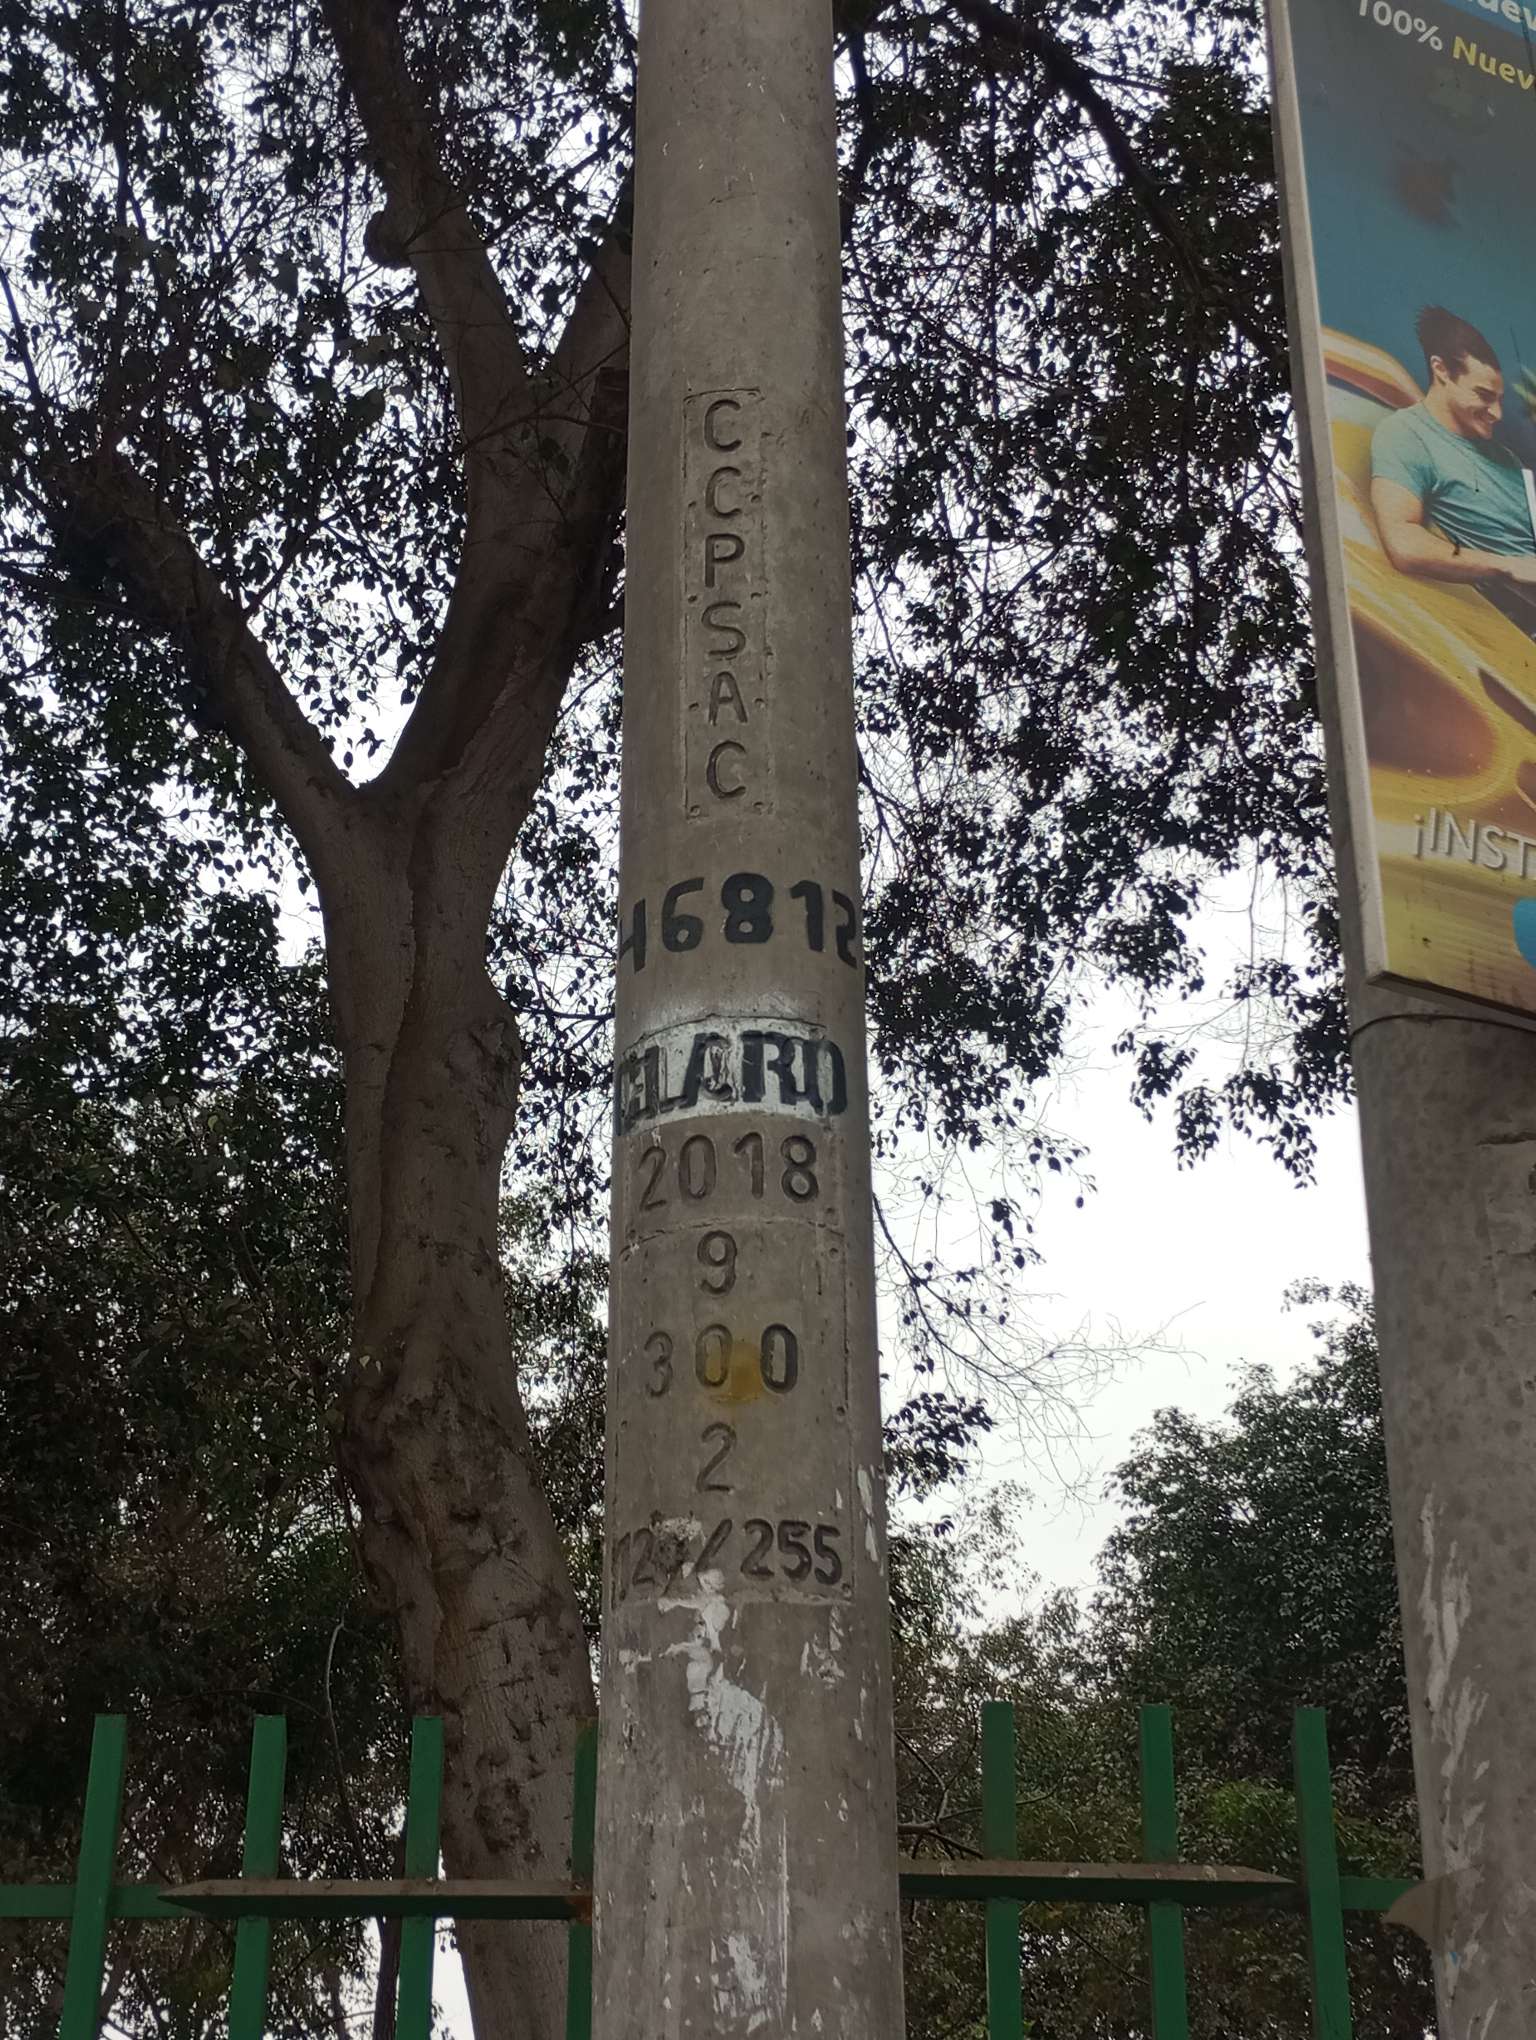 CCPSAC
46812
CLARO
2018
9
300
2
/255
100% Nuev
¡INST